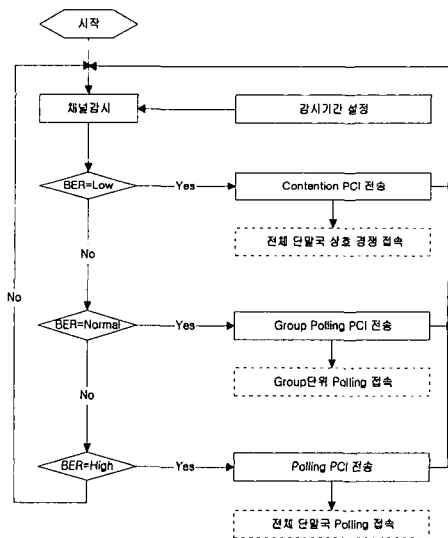 시작
채널감시
감시기간 설정
BER=Low
Yes
Contention PCI 전송
전체 단말국 상호 경쟁 접속
No
No
BER=Normal
Yes
Group Polling PCI 전송
Group단위 Polling 접속
No
BER=High
Yes
Polling PCI 전송
전체 단말국 Polling 접속